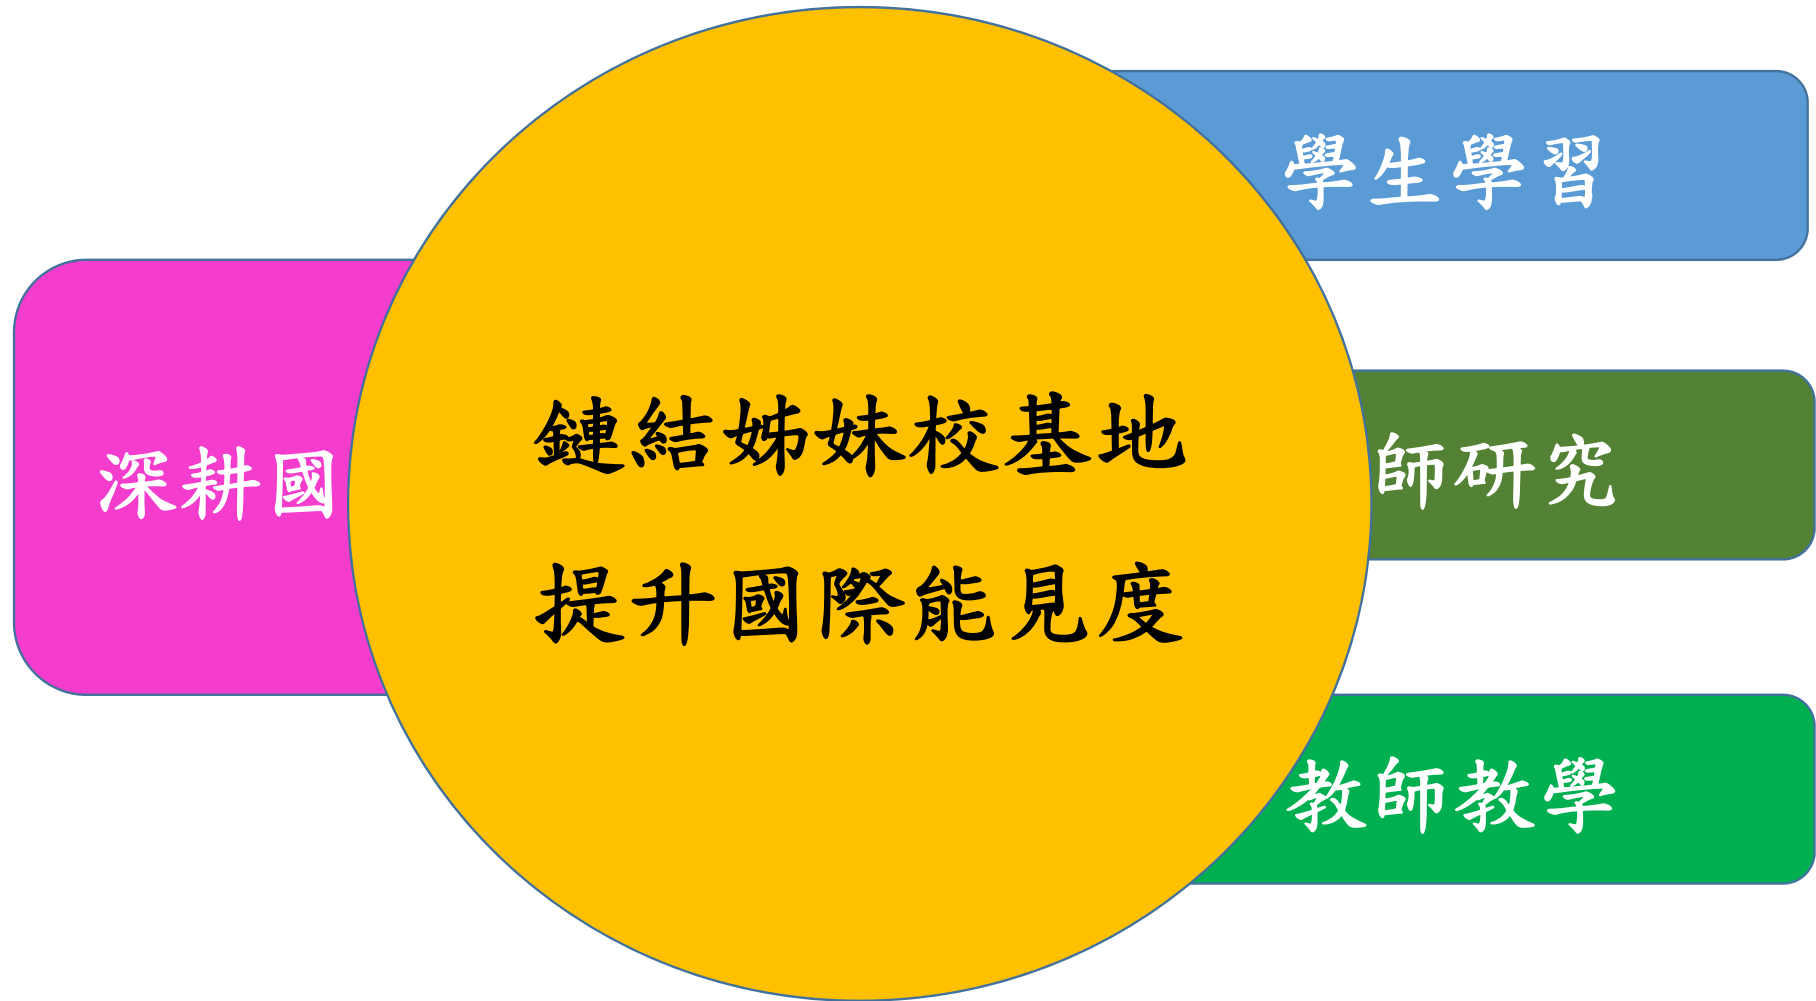 學生學習
深耕國
鏈結姊妹校基地
師研究
提升國際能見度
教師教學